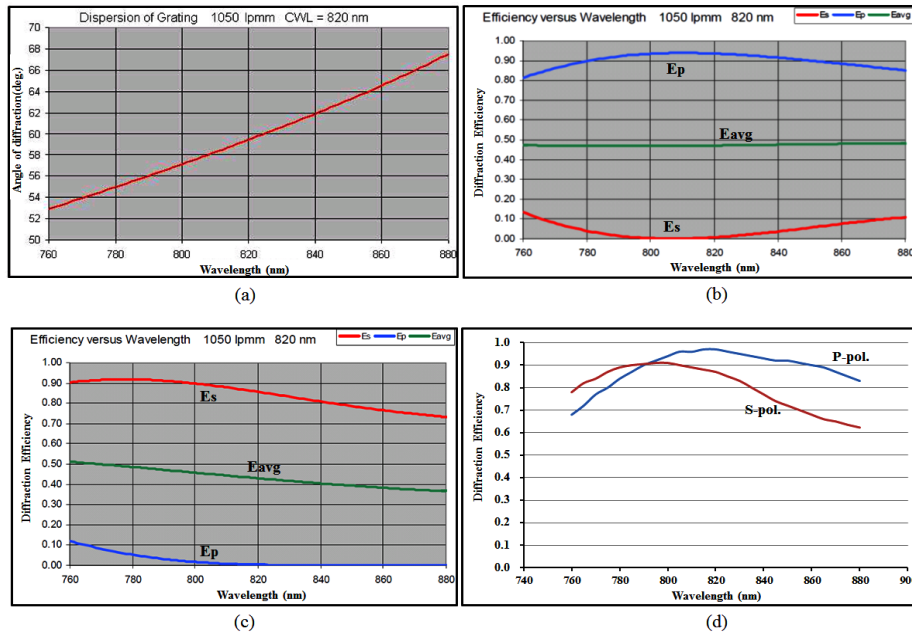 Dispersion of Grating 1050 lpmm CWL = 820 nm
Angle of diffraction(deg.)
70
68
66
64
62
60
58
56
54
52
50
760 780 800 820 840 860 880
Wavelength (nm)
(a)
Efficiency versus Wavelength 1050 lpmm 820 nm
Es Ep Eavg
Diffraction Efficiency
1.00
0.90
0.80
0.70
0.60
0.50
0.40
0.30
0.20
0.10
0.00
Ep
Eavg
Es
760 780 800 820 840 860 880
Wavelength (nm)
(b)
Efficiency versus Wavelength 1050 lpmm 820 nm
Es Ep Eavg
Diffraction Efficiency
1.00
0.90
0.80
0.70
0.60
0.50
0.40
0.30
0.20
0.10
0.00
Es
Eavg
Ep
760 780 800 820 840 860 880
Wavelength (nm)
(c)
Diffraction Efficiency
1
0.9
0.8
0.7
0.6
0.5
0.4
0.3
0.2
0.1
0.0
P-pol.
S-pol.
740 760 780 800 820 840 860 880 90
Wavelength (nm)
(d)